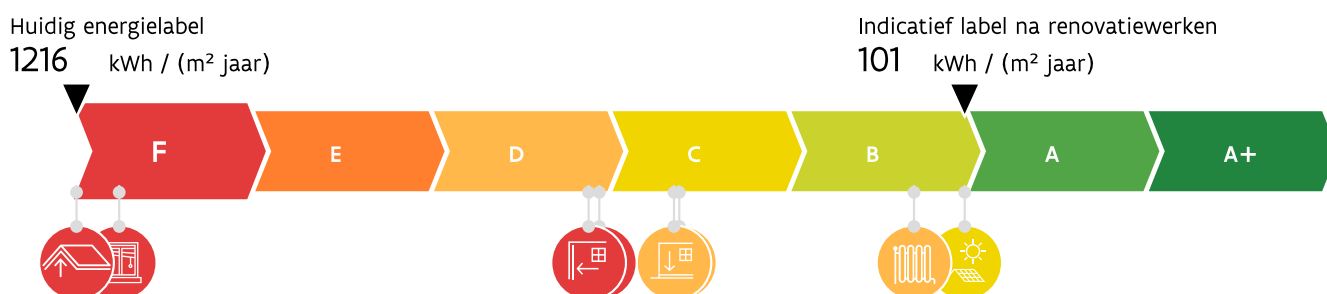 Huidig energielabel
1216 kWh / (m² jaar)
Indicatief label na renovatiewerken
101 kWh / (m² jaar)
F E D C B A A+